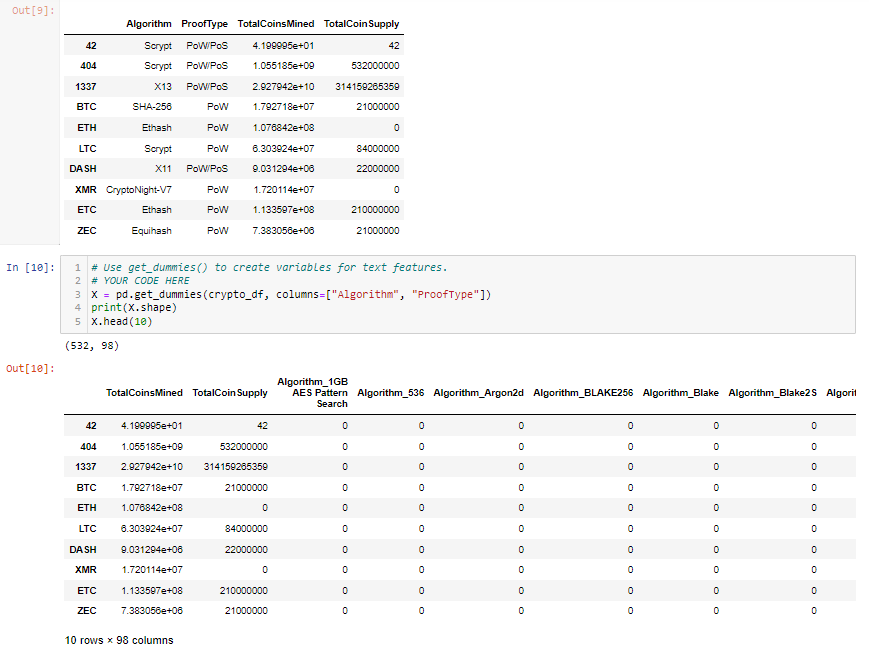 Out[9]:
Algorithm ProofType TotalCoinsMined TotalCoinSupply
42 Scrypt PoW/PoS 4.199995e+01 42
404 Scrypt PoW/PoS 1.055185e+09 532000000
1337 X13 PoW/PoS 2.927942e+10 314159265359
BTC SHA-256 PoW 1.792718e+07 21000000
ETH Ethash PoW 1.076842e+08 0
LTC Scrypt PoW 6.303924e+07 84000000
DASH X11 PoW/PoS 9.031294e+06 22000000
XMR CryptoNight-V7 PoW 1.720114e+07 0
ETC Ethash PoW 1.133597e+08 210000000
ZEC Equihash PoW 7.383056e+06 21000000
In [10]:
1 # Use get_dummies() to create variables for text features.
2 # YOUR CODE HERE
3 X = pd.get_dummies(crypto_df, columns=["Algorithm", "ProofType"])
4 print(X.shape)
5 X.head(10)
(532, 98)
Out[10]:
TotalCoinsMined TotalCoinSupply Algorithm_1GB AES Pattern Search Algorithm_536 Algorithm_Argon2d Algorithm_BLAKE256 Algorithm_Blake Algorithm_Blake2S Algorit
42 4.199995e+01 42 0 0 0 0 0 0
404 1.055185e+09 532000000 0 0 0 0 0 0
1337 2.927942e+10 314159265359 0 0 0 0 0 0
BTC 1.792718e+07 21000000 0 0 0 0 0 0
ETH 1.076842e+08 0 0 0 0 0 0 0
LTC 6.303924e+07 84000000 0 0 0 0 0 0
DASH 9.031294e+06 22000000 0 0 0 0 0 0
XMR 1.720114e+07 0 0 0 0 0 0 0
ETC 1.133597e+08 210000000 0 0 0 0 0 0
ZEC 7.383056e+06 21000000 0 0 0 0 0 0
10 rows × 98 columns